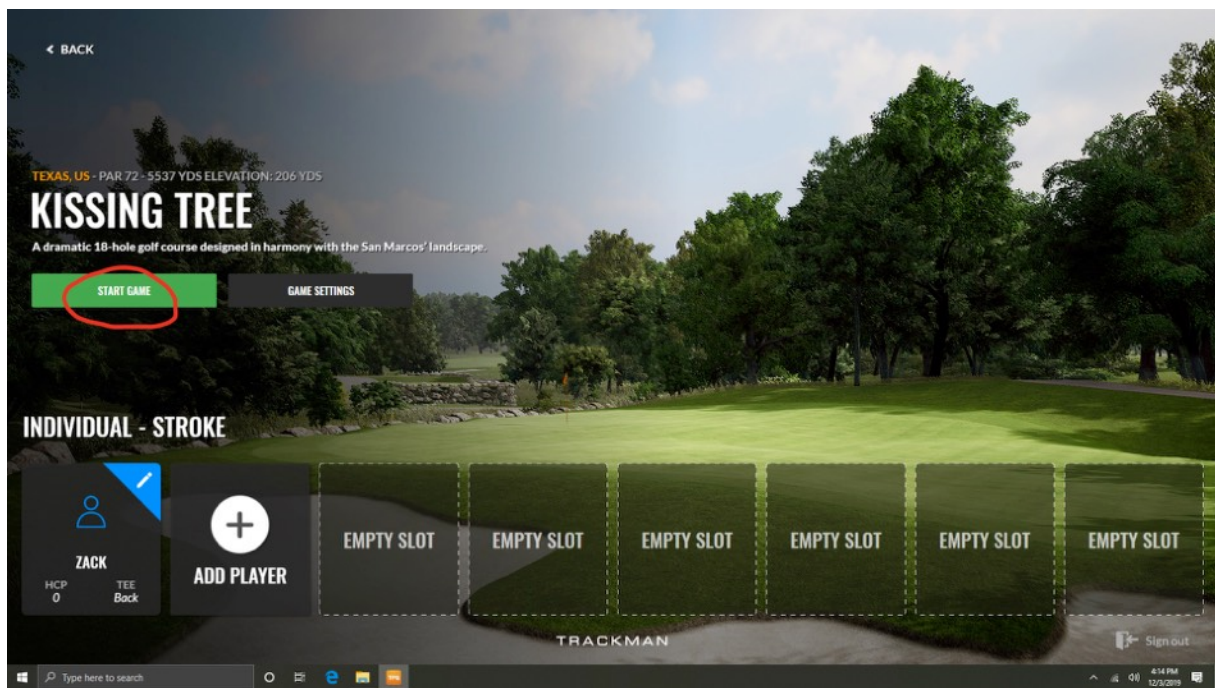 BACK
TEXAS, US - PAR 72 - 5537 YDS ELEVATION: 206 YDS
KISSING TREE
A dramatic 18-hole golf course designed in harmony with the San Marcos' landscape.
START GAME
GAME SETTINGS
INDIVIDUAL - STROKE
ZACK
HCP TEE
0 Back
ADD PLAYER
EMPTY SLOT
EMPTY SLOT
EMPTY SLOT
EMPTY SLOT
EMPTY SLOT
EMPTY SLOT
TRACKMAN
Sign out
Type here to search
4:14 PM
12/3/2019